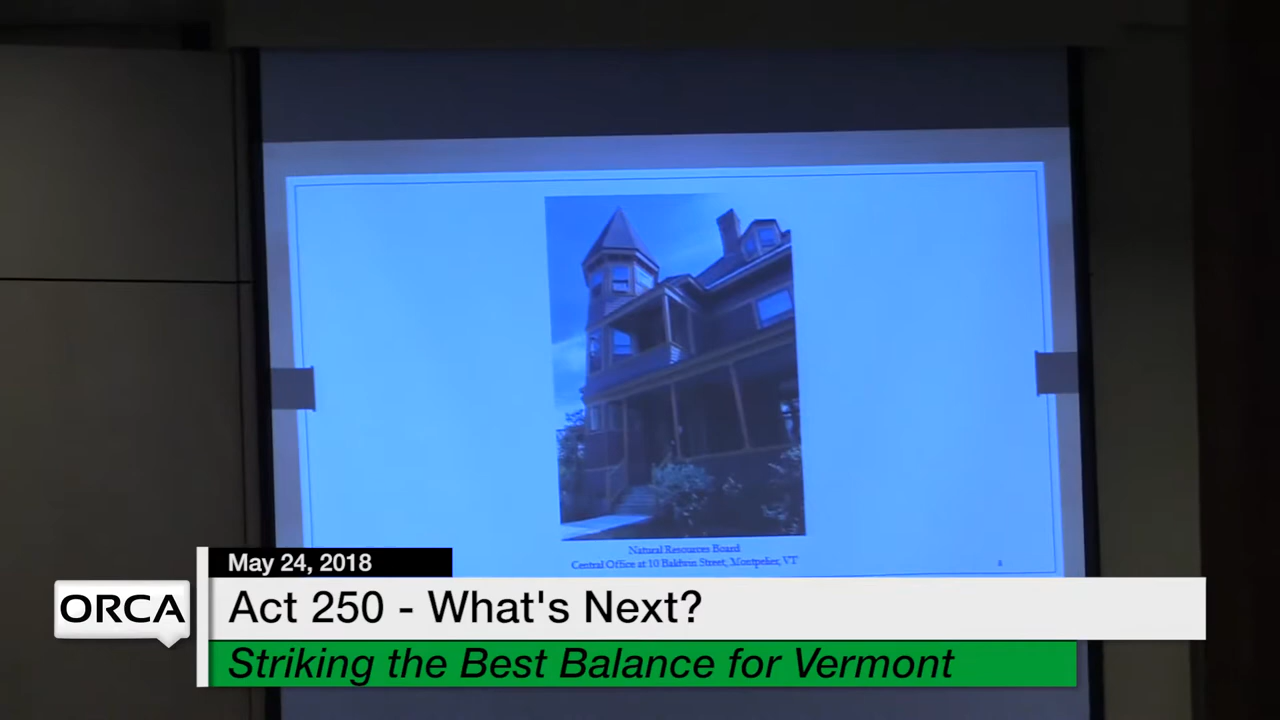 Natural Resources Board
Central Office at 10 Baldwin Street, Montpelier, VT
May 24, 2018
ORCA
Act 250 - What's Next?
Striking the Best Balance for Vermont